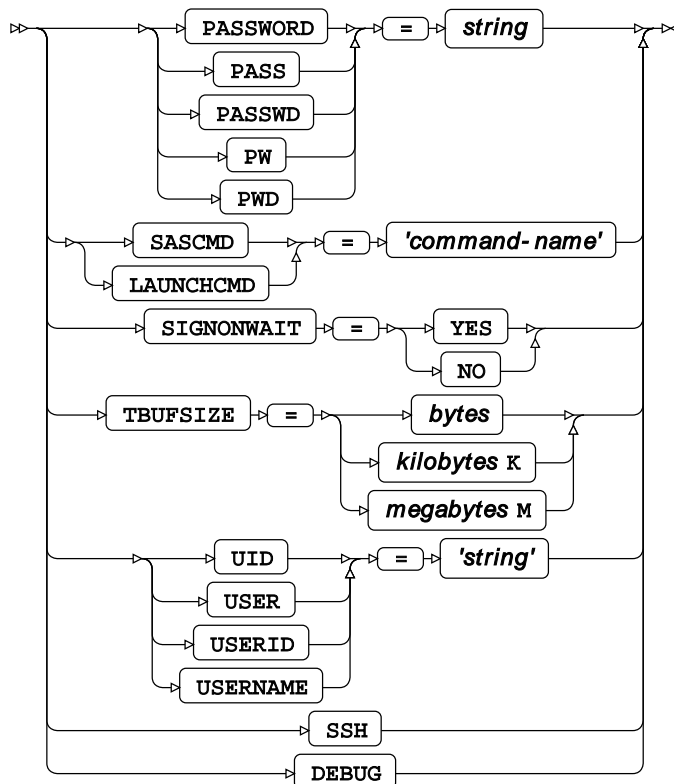 PASSWORD = string
PASS
PASSWD
PW
PWD
SASCMD = 'command-name'
LAUNCHCMD
SIGNONWAIT = YES
NO
TBUFSIZE = bytes
kilobytes K
megabytes M
UID = 'string'
USER
USERID
USERNAME
SSH
DEBUG